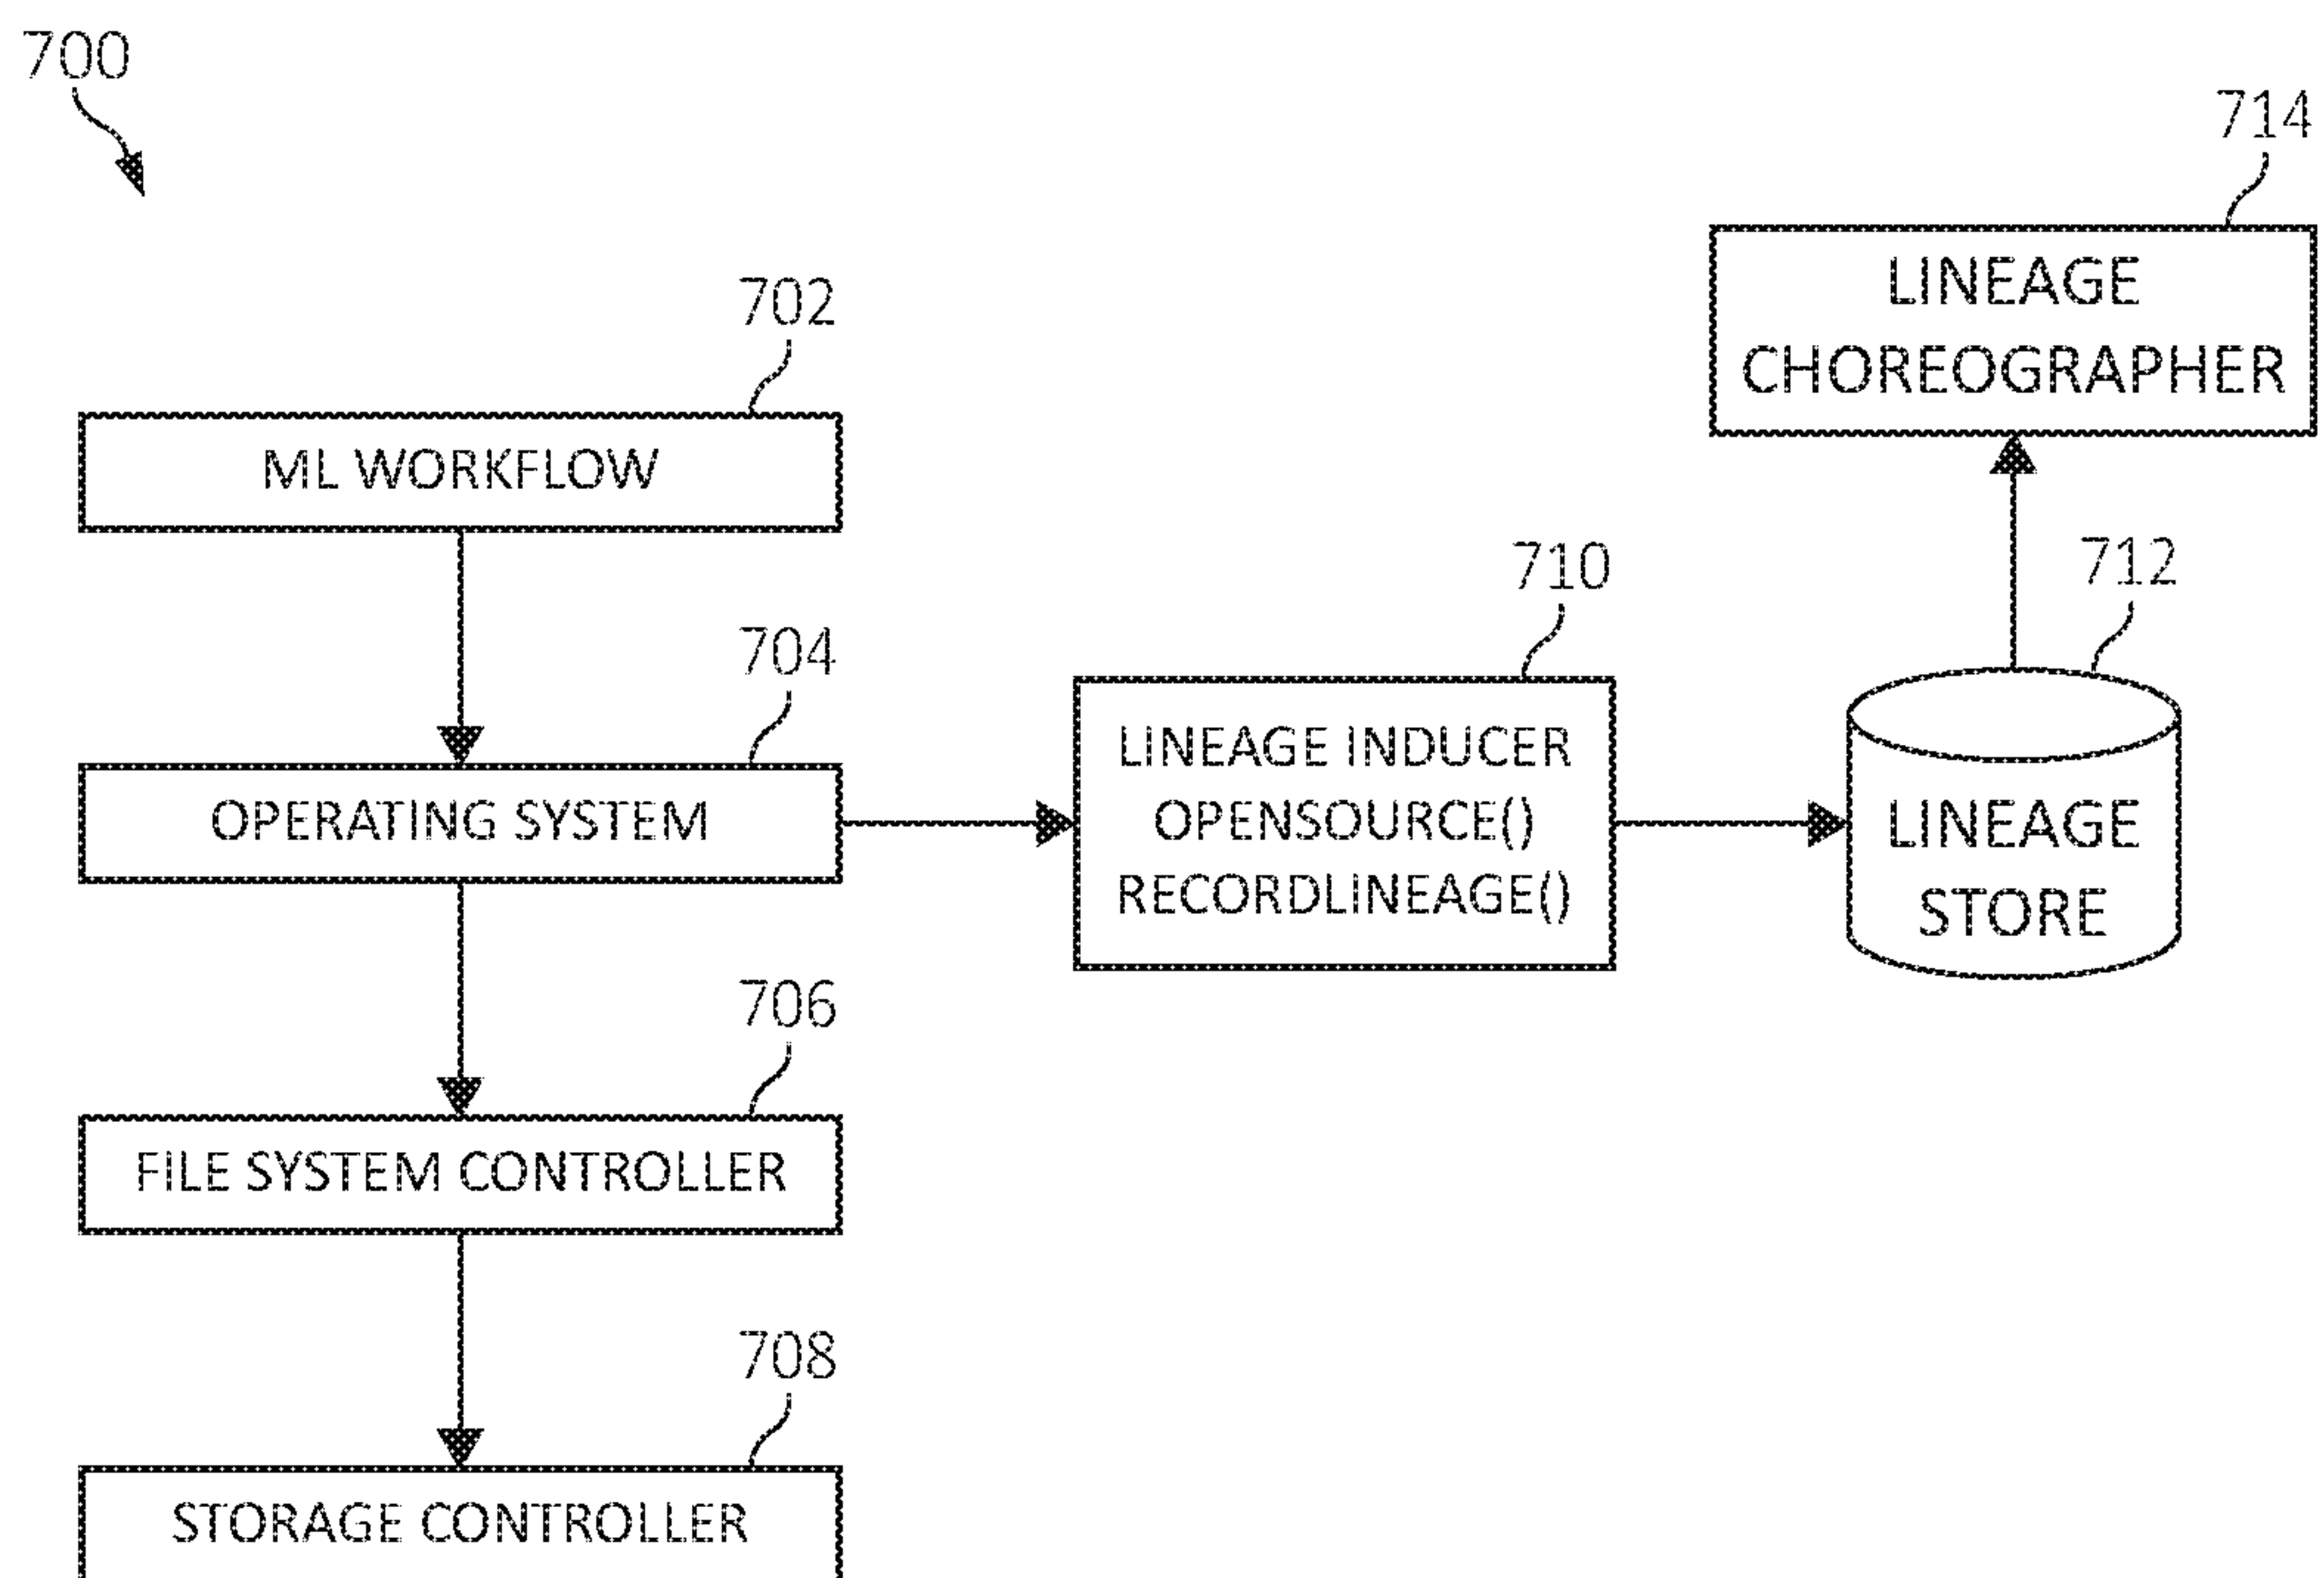 700
714
LINEAGE
CHOREOGRAPHER
702
ML WORKFLOW
710
712
704
LINEAGE INDUCER
OPENSOURCE()
RECORDLINEAGE()
OPERATING SYSTEM
LINEAGE
STORE
706
FILE SYSTEM CONTROLLER
708
STORAGE CONTROLLER